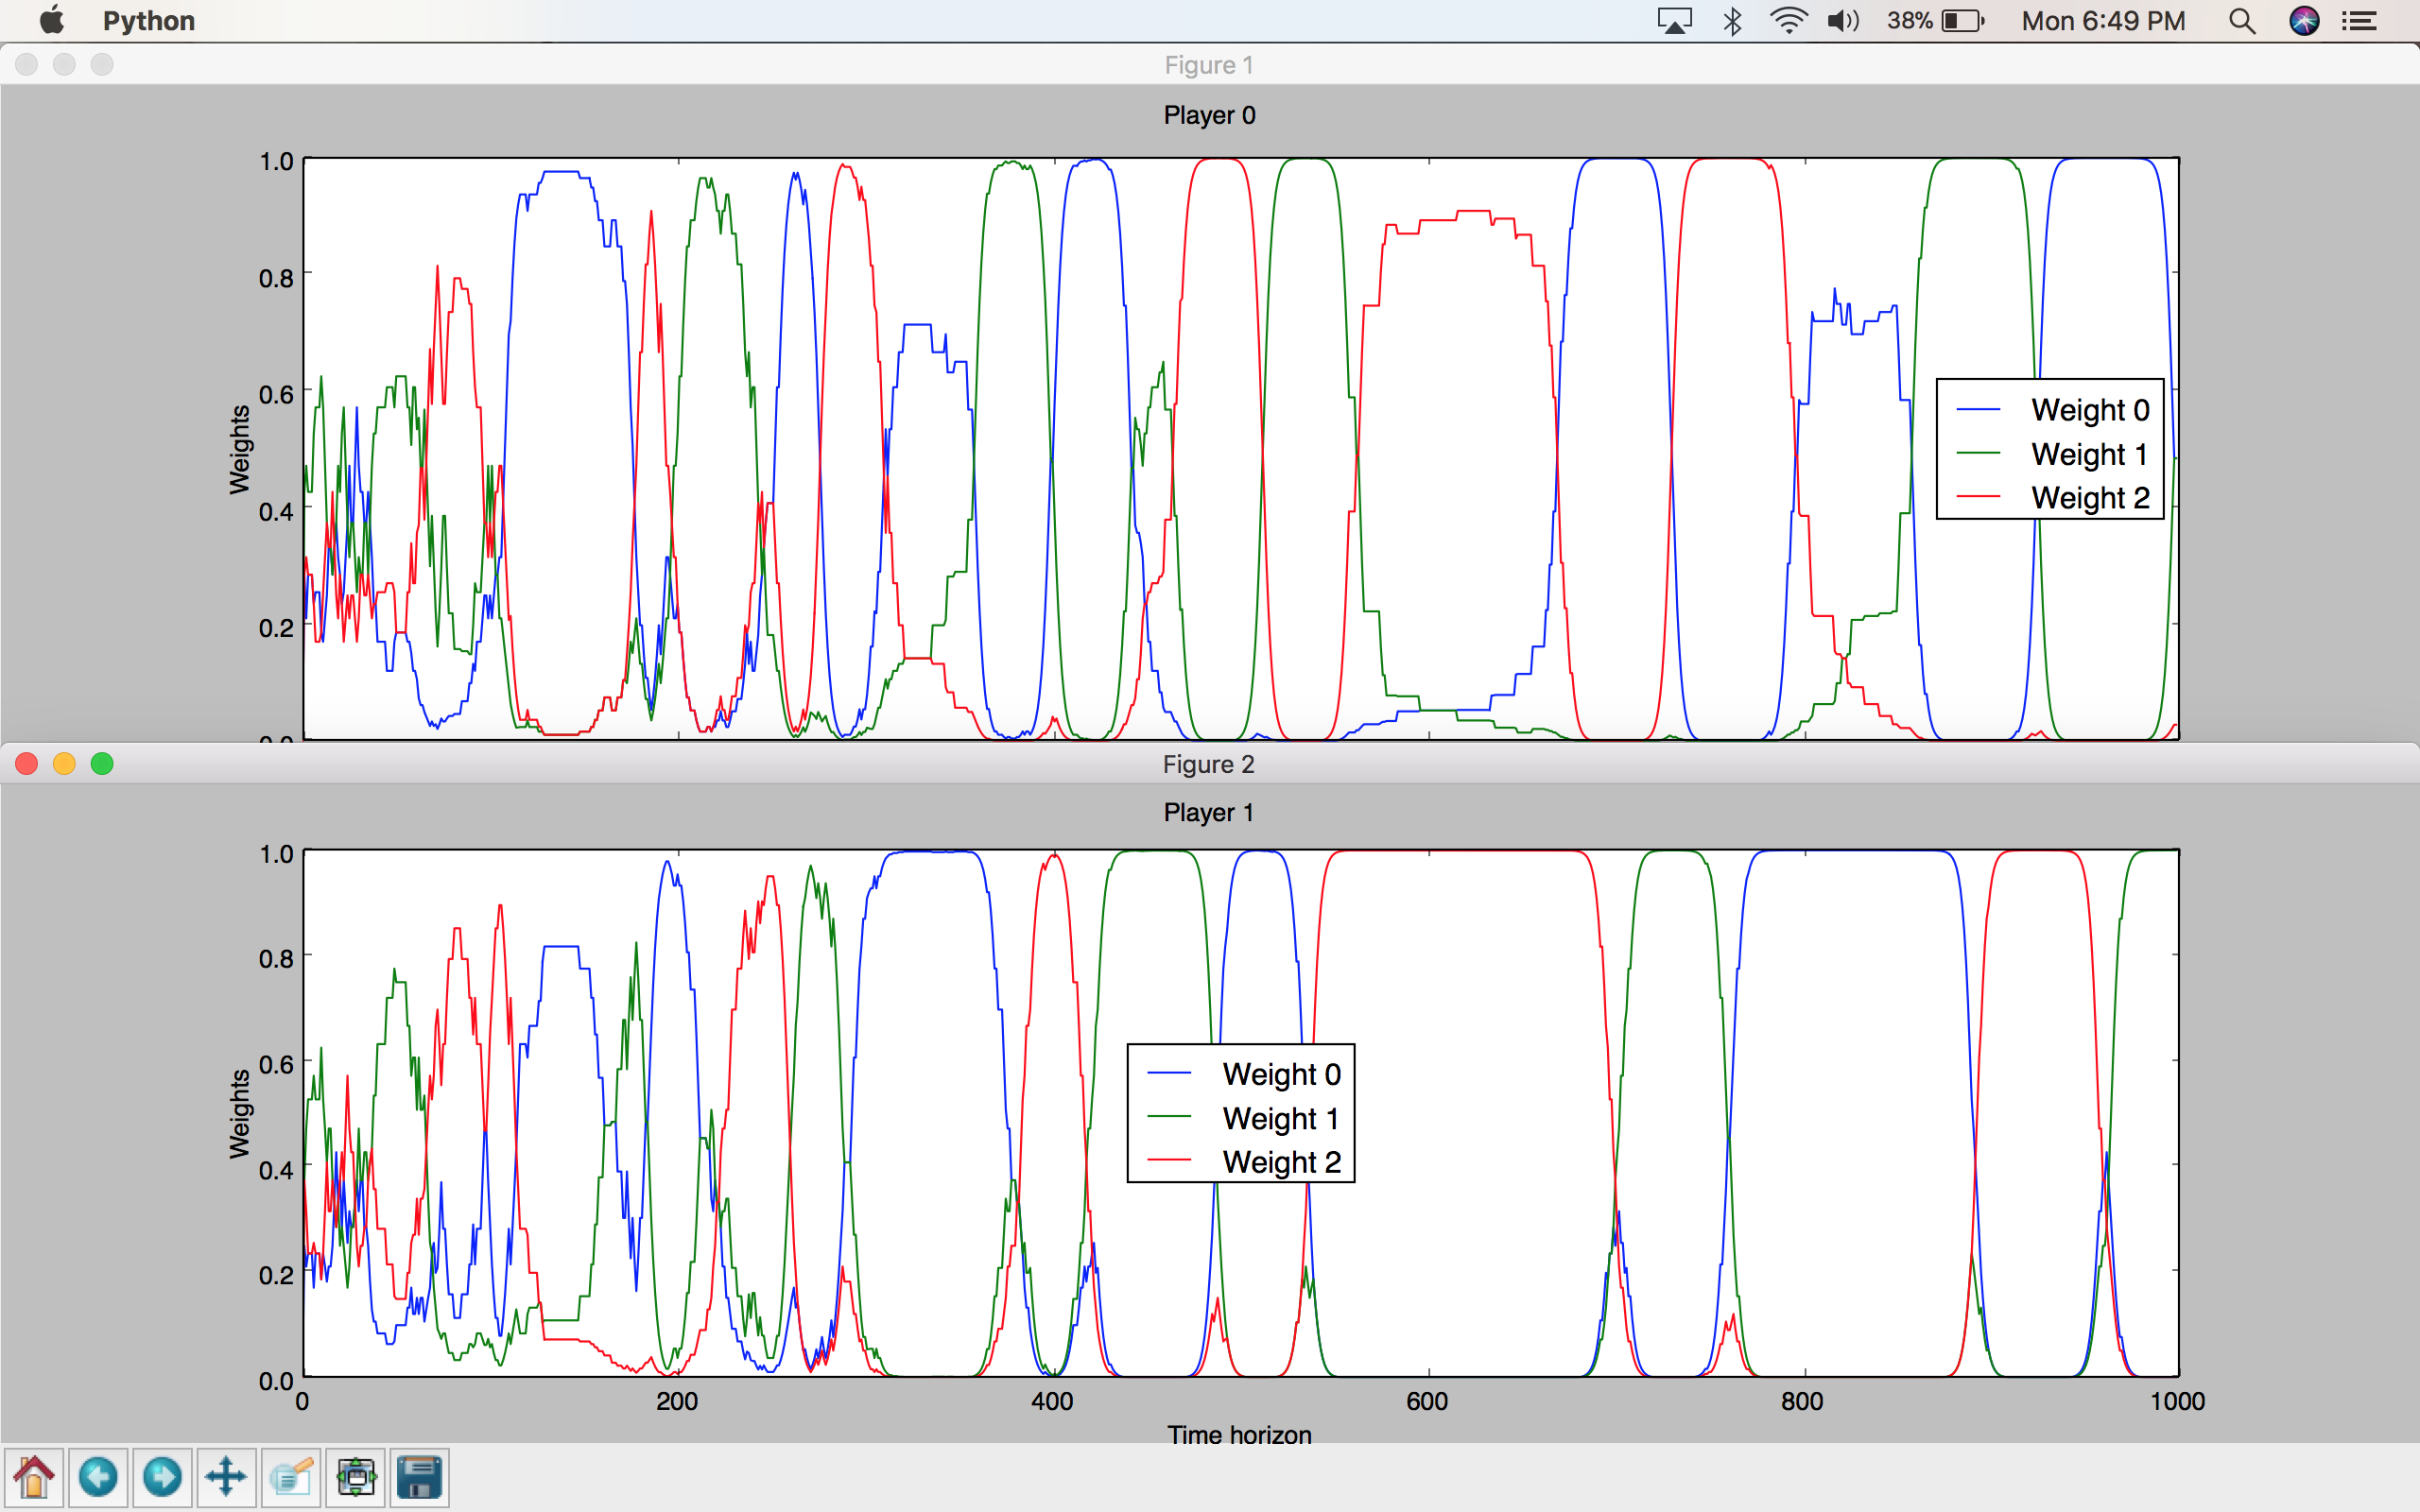 Python 38% Mon 6:49 PM
Figure 1
Player 0
1.0
0.8
0.6
0.4
0.2
0.0
Weights
Weight 0
Weight 1
Weight 2
Figure 2
Player 1
1.0
0.8
0.6
0.4
0.2
0.0
Weights
Weight 0
Weight 1
Weight 2
0 200 400 600 800 1000
Time horizon